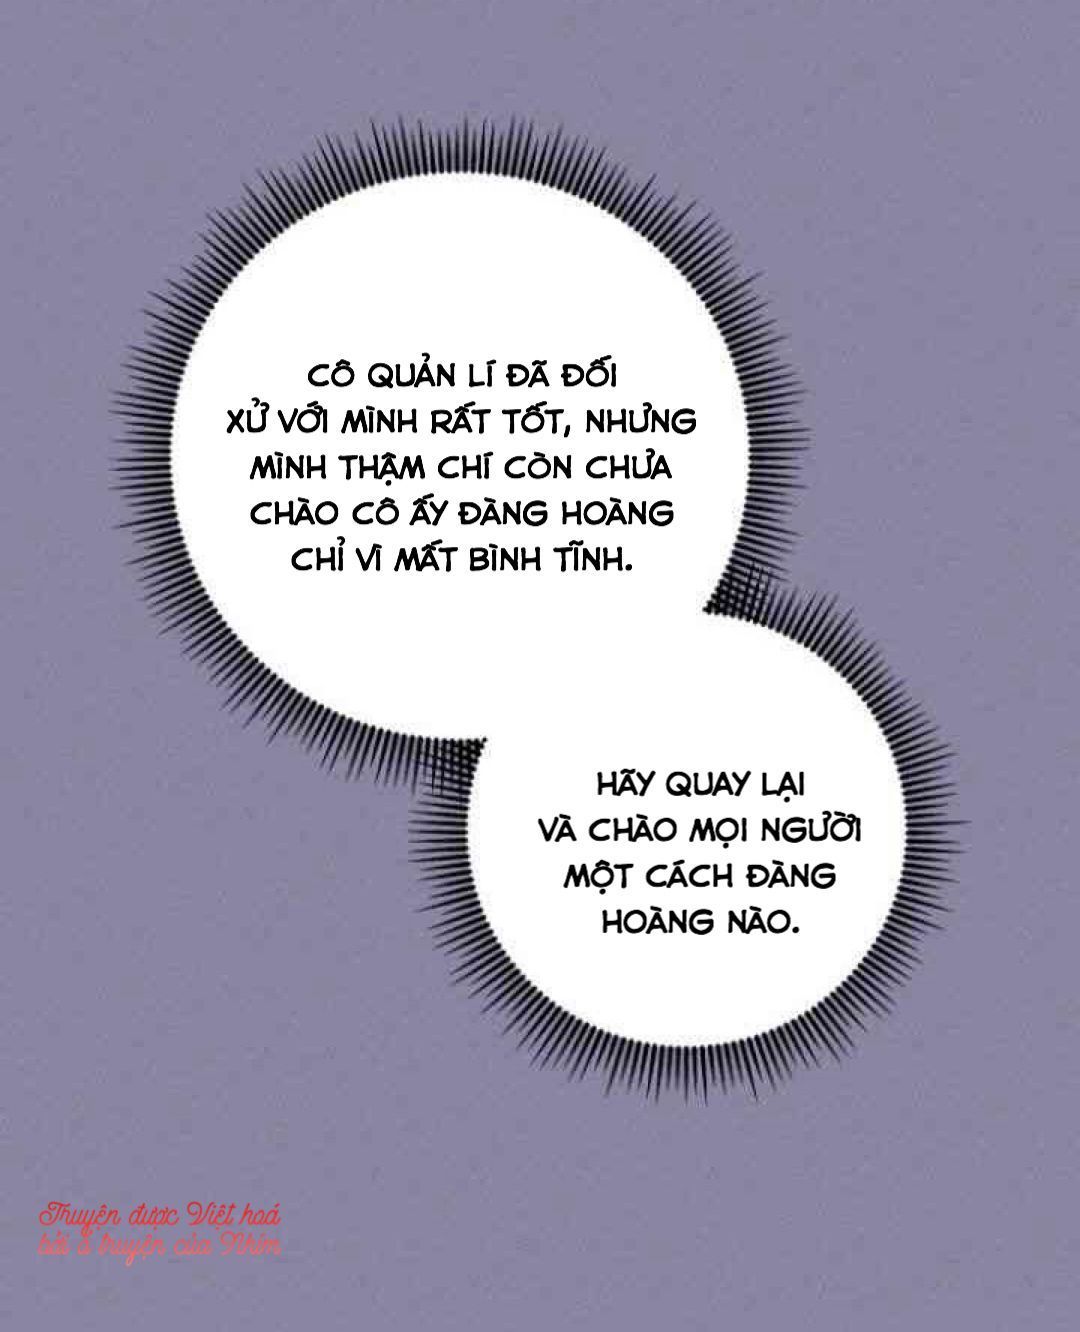 CÔ QUẢN LÍ ĐÃ ĐỐI
XỬ VỚI MÌNH RẤT TỐT, NHƯNG
MÌNH THẬM CHÍ CÒN CHƯA
CHÀO CÔ ẤY ĐÀNG HOÀNG
CHỈ VÌ MẤT BÌNH TĨNH.
HÃY QUAY LẠI
VÀ CHÀO MỌI NGƯỜI
MỘT CÁCH ĐÀNG
HOÀNG NÀO.
Truyện được Việt hoá
bởi ổ truyện của Nhím